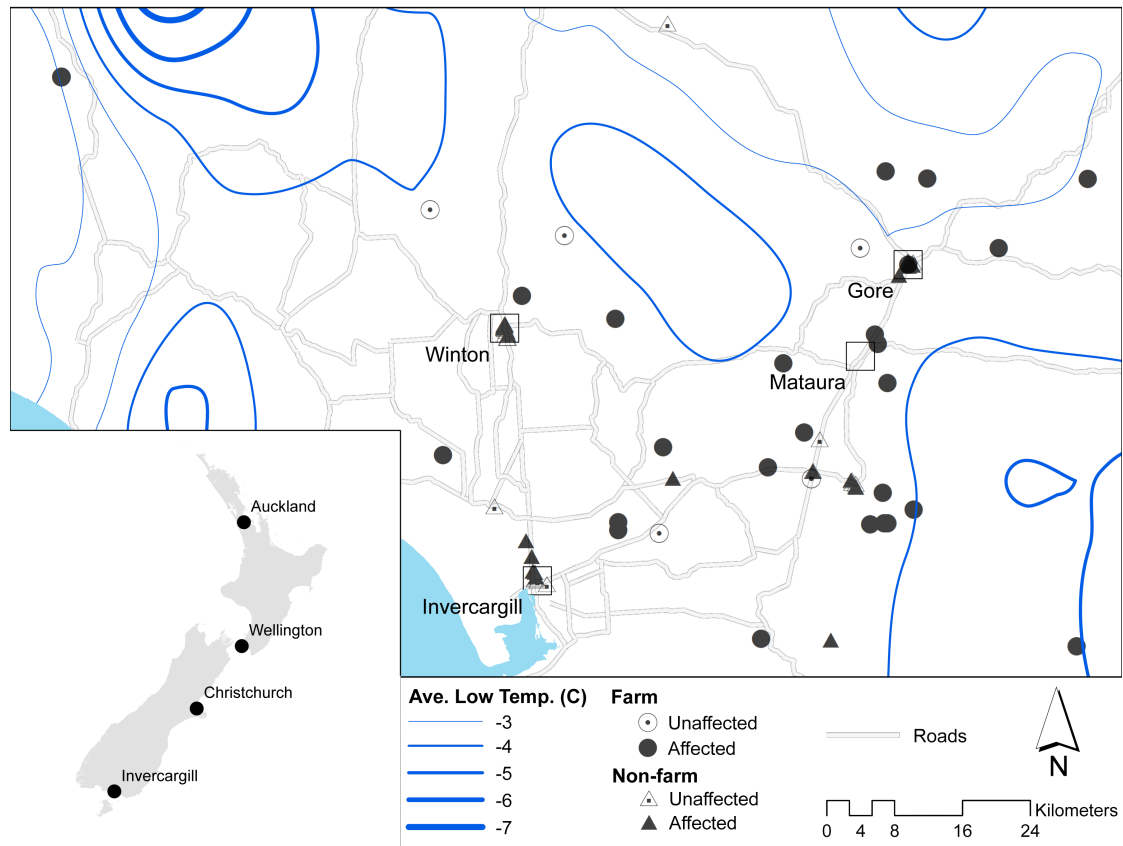 Gore
Winton
Mataura
Invercargill
Auckland
Wellington
Christchurch
Invercargill
Ave. Low Temp. (C)
-3
-4
-5
-6
-7
Farm
Unaffected
Affected
Non-farm
Unaffected
Affected
Roads
N
Kilometers
0 4 8 16 24